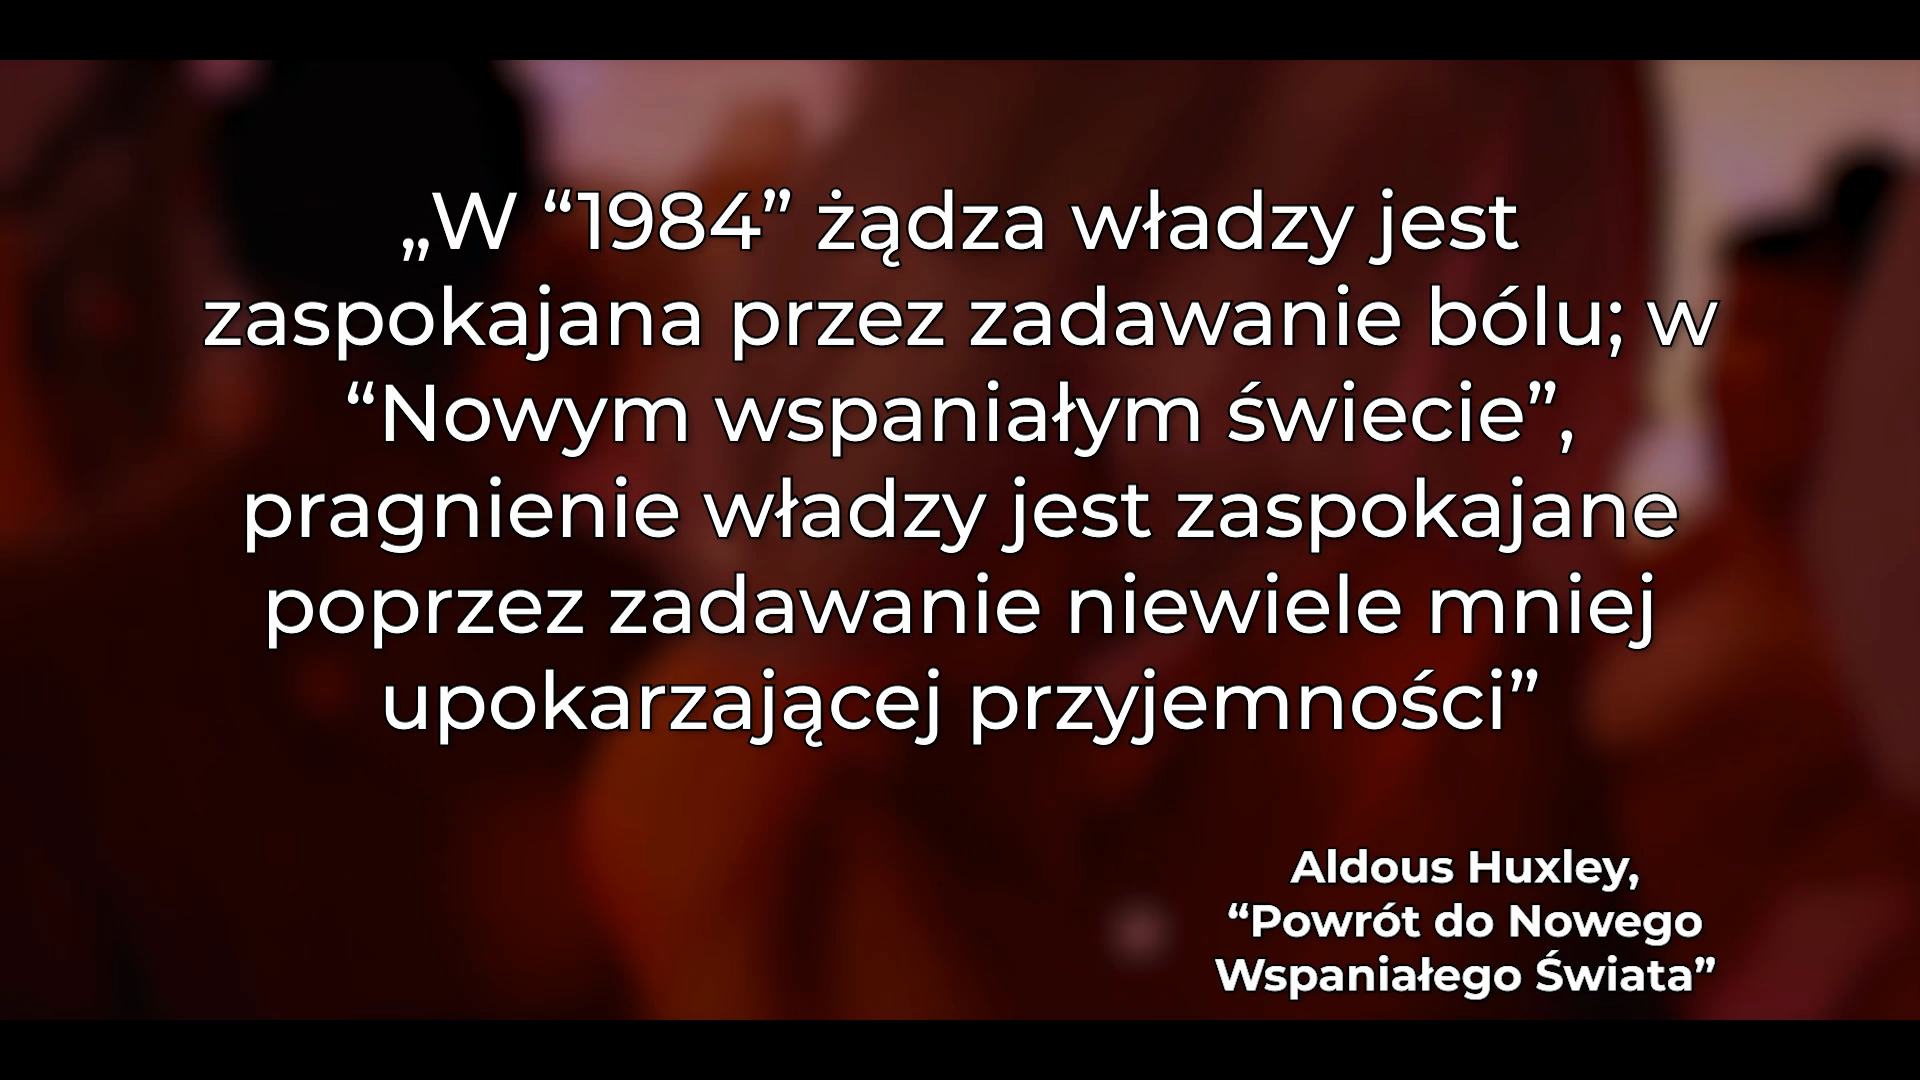 „W “1984” żądza władzy jest
zaspokajana przez zadawanie bólu; w
“Nowym wspaniałym świecie”,
pragnienie władzy jest zaspokajane
poprzez zadawanie niewiele mniej
upokarzającej przyjemności”
Aldous Huxley,
“Powrót do Nowego
Wspaniałego Świata”